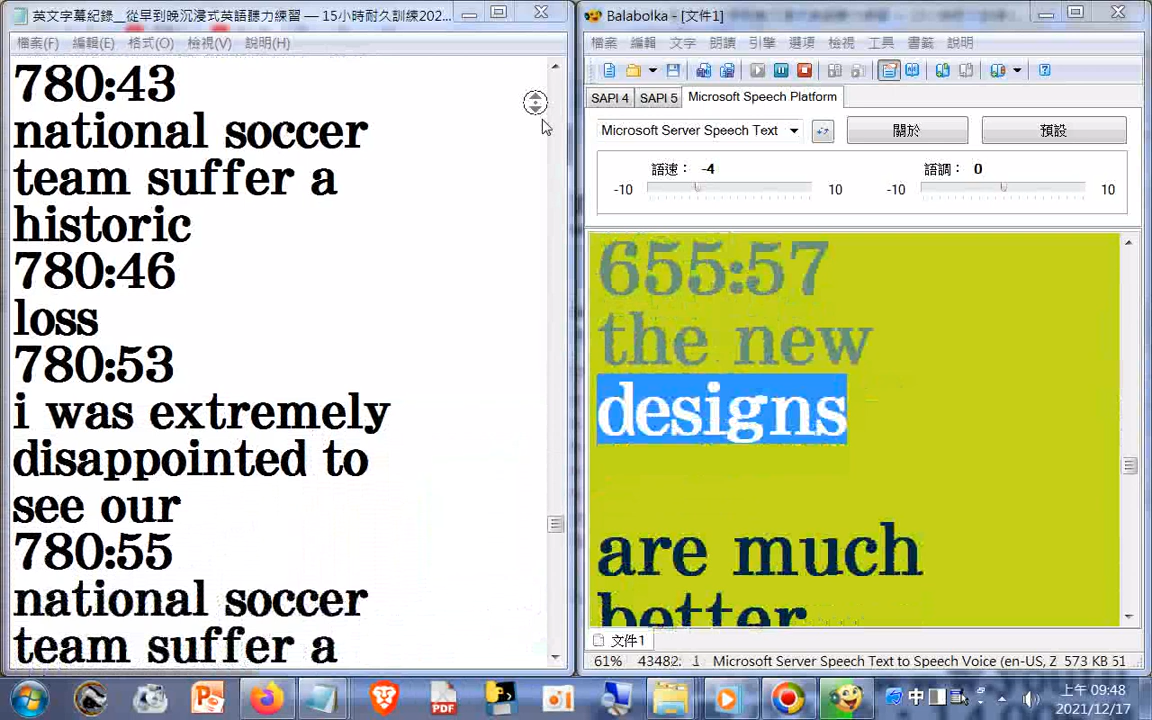 英文字幕紀錄__從早到晚沉浸式英語聽力練習 — 15小時耐久訓練202...
檔案(F) 編輯(E) 格式(O) 檢視(V) 說明(H)
780:43
national soccer
team suffer a
historic
780:46
loss
780:53
i was extremely
disappointed to
see our
780:55
national soccer
team suffer a
Balabolka - [文件1]
檔案 編輯 文字 朗讀 引擎 選項 檢視 工具 書籤 說明
SAPI 4 SAPI 5 Microsoft Speech Platform
Microsoft Server Speech Text 關於 預設
語速： -4 語調： 0
-10 10 -10 10
655:57
the new
designs
are much
better
文件1
61% 43482: 1 Microsoft Server Speech Text to Speech Voice (en-US, Z 573 KB 51
PDF
中
上午 09:48
2021/12/17